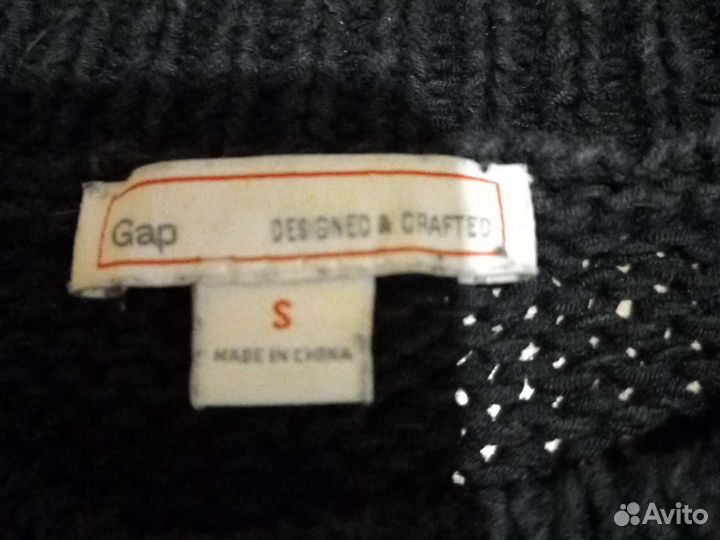 Gap DESIGNED & CRAFTED
S
MADE IN CHINA
Avito